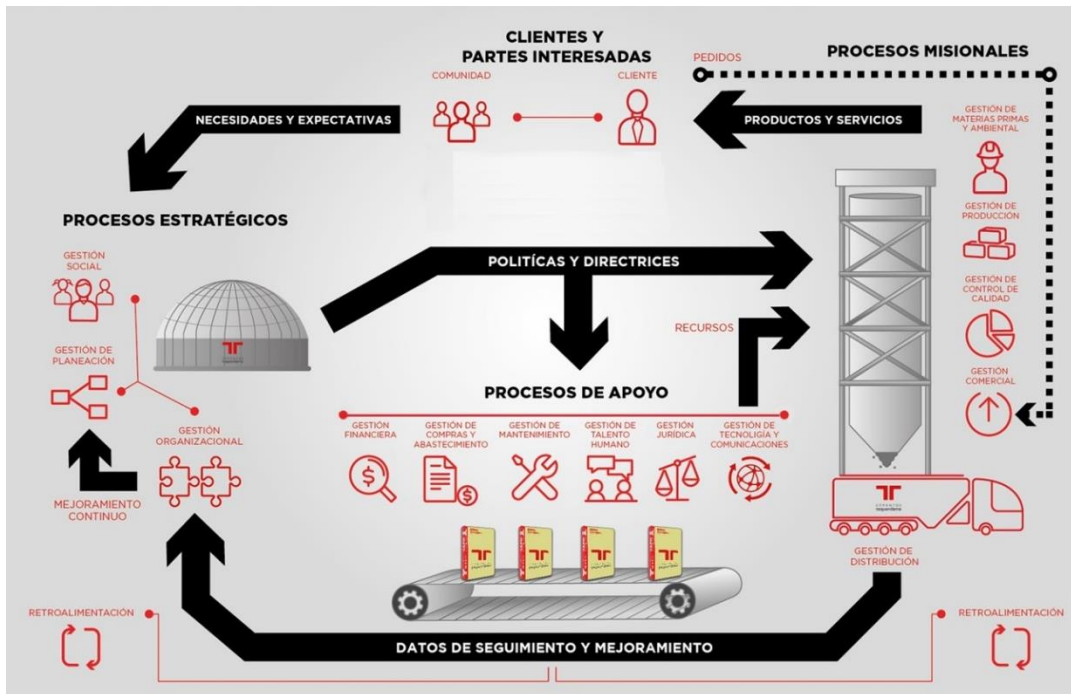 CLIENTES Y
PARTES INTERESADAS
PROCESOS MISIONALES
COMUNIDAD
CLIENTE
PEDIDOS
NECESIDADES Y EXPECTATIVAS
PRODUCTOS Y SERVICIOS
GESTIÓN DE
MATERIAS PRIMAS
Y AMBIENTAL
PROCESOS ESTRATÉGICOS
GESTIÓN DE
PRODUCCIÓN
GESTIÓN
SOCIAL
POLITÍCAS Y DIRECTRICES
GESTIÓN DE
CONTROL DE
CALIDAD
RECURSOS
GESTIÓN DE
PLANEACIÓN
GESTIÓN
COMERCIAL
PROCESOS DE APOYO
GESTIÓN
ORGANIZACIONAL
GESTIÓN
FINANCIERA
GESTIÓN DE
COMPRAS Y
ABASTECIMIENTO
GESTIÓN DE
MANTENIMIENTO
GESTIÓN DE
TALENTO
HUMANO
GESTIÓN
JURÍDICA
GESTIÓN DE
TECNOLIGÍA Y
COMUNICACIONES
MEJORAMIENTO
CONTINUO
GESTIÓN DE
DISTRIBUCIÓN
RETROALIMENTACIÓN
RETROALIMENTACIÓN
DATOS DE SEGUIMIENTO Y MEJORAMIENTO